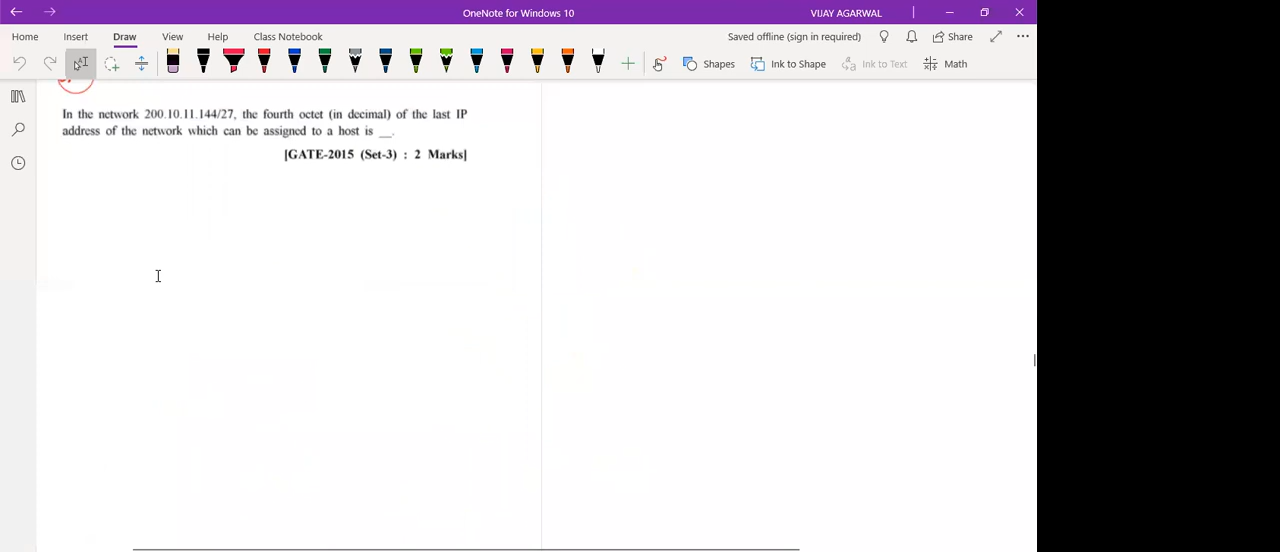 OneNote for Windows 10
VIJAY AGARWAL
Home Insert Draw View Help Class Notebook
Saved offline (sign in required)
Share
Shapes
Ink to Shape
Ink to Text
Math
In the network 200.10.11.144/27, the fourth octet (in decimal) of the last IP
address of the network which can be assigned to a host is __.
[GATE-2015 (Set-3) : 2 Marks]